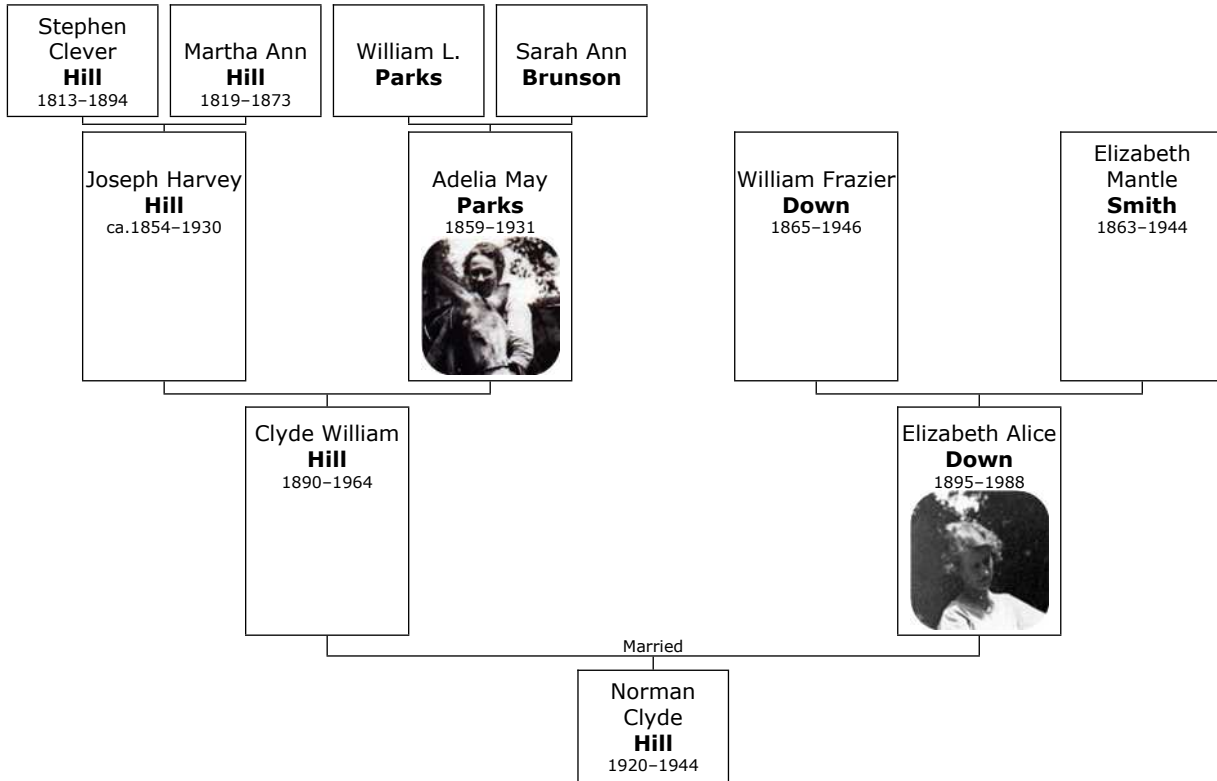 Stephen
Clever
Hill
1813–1894
Martha Ann
Hill
1819–1873
William L.
Parks
Sarah Ann
Brunson
Joseph Harvey
Hill
ca.1854–1930
Adelia May
Parks
1859–1931
William Frazier
Down
1865–1946
Elizabeth
Mantle
Smith
1863–1944
Clyde William
Hill
1890–1964
Elizabeth Alice
Down
1895–1988
Married
Norman
Clyde
Hill
1920–1944